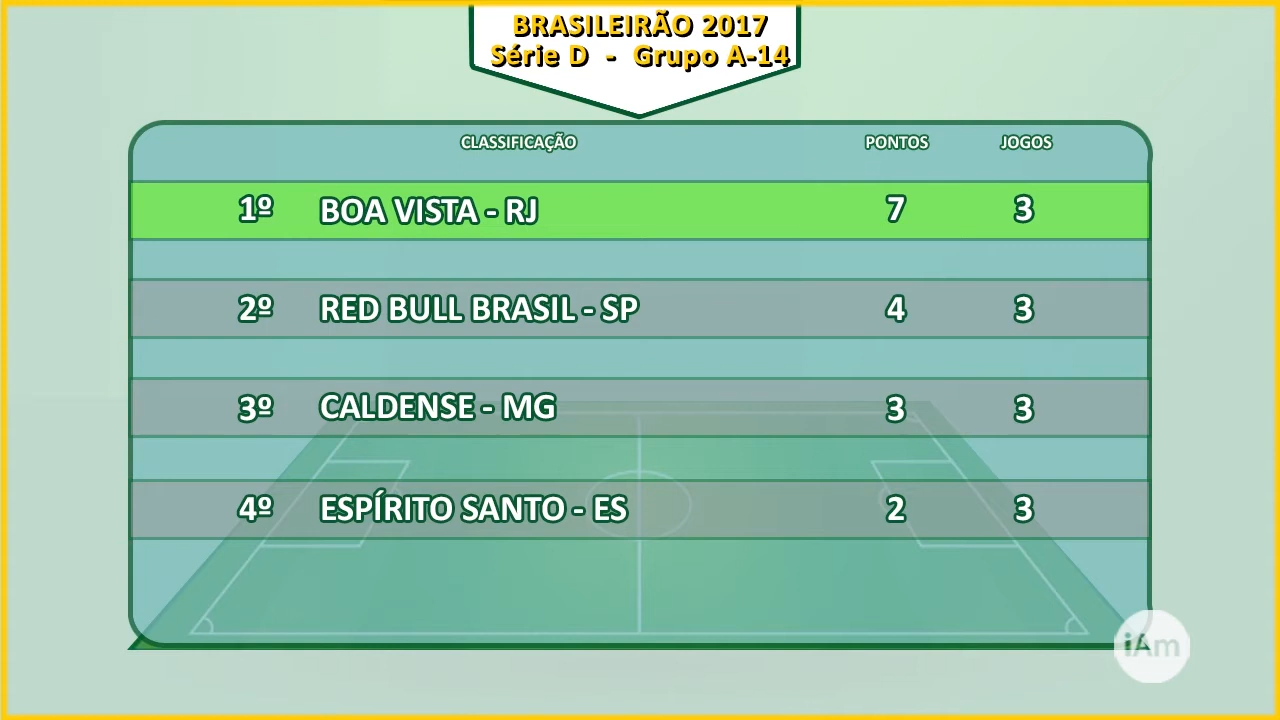 BRASILEIRÃO 2017
Série D - Grupo A-14
CLASSIFICAÇÃO PONTOS JOGOS
1º BOA VISTA - RJ 7 3
2º RED BULL BRASIL - SP 4 3
3º CALDENSE - MG 3 3
4º ESPÍRITO SANTO - ES 2 3
iAm